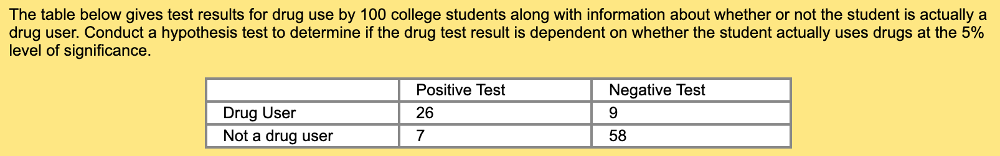 The table below gives test results for drug use by 100 college students along with information about whether or not the student is actually a
drug user. Conduct a hypothesis test to determine if the drug test result is dependent on whether the student actually uses drugs at the 5%
level of significance.
Positive Test Negative Test
Drug User 26 9
Not a drug user 7 58